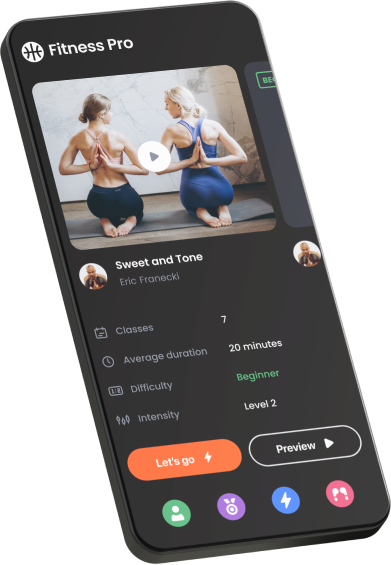 Fitness Pro
BEG
Sweet and Tone
Eric Franecki
Classes 7
Average duration 20 minutes
Difficulty Beginner
Intensity Level 2
Let's go
Preview